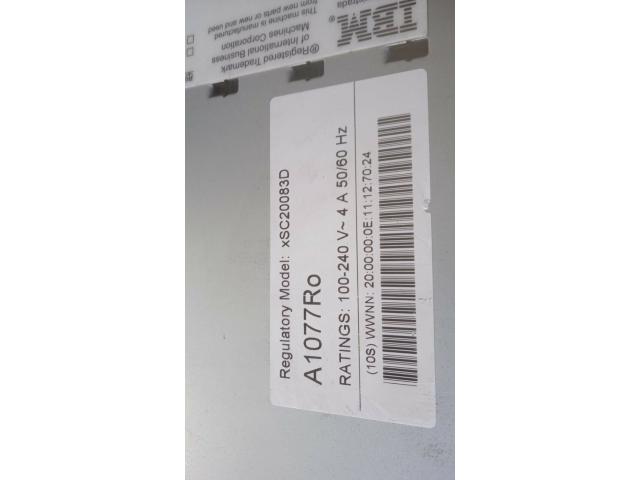 IBM
®Registered Trademark
of International Business
Machines Corporation
This machine is manufactured
from new parts or new and used
Regulatory Model: xSC20083D
A1077Ro
RATINGS: 100-240 V~ 4 A 50/60 Hz
(10S) WWNN: 20:00:00:0E:11:12:70:24